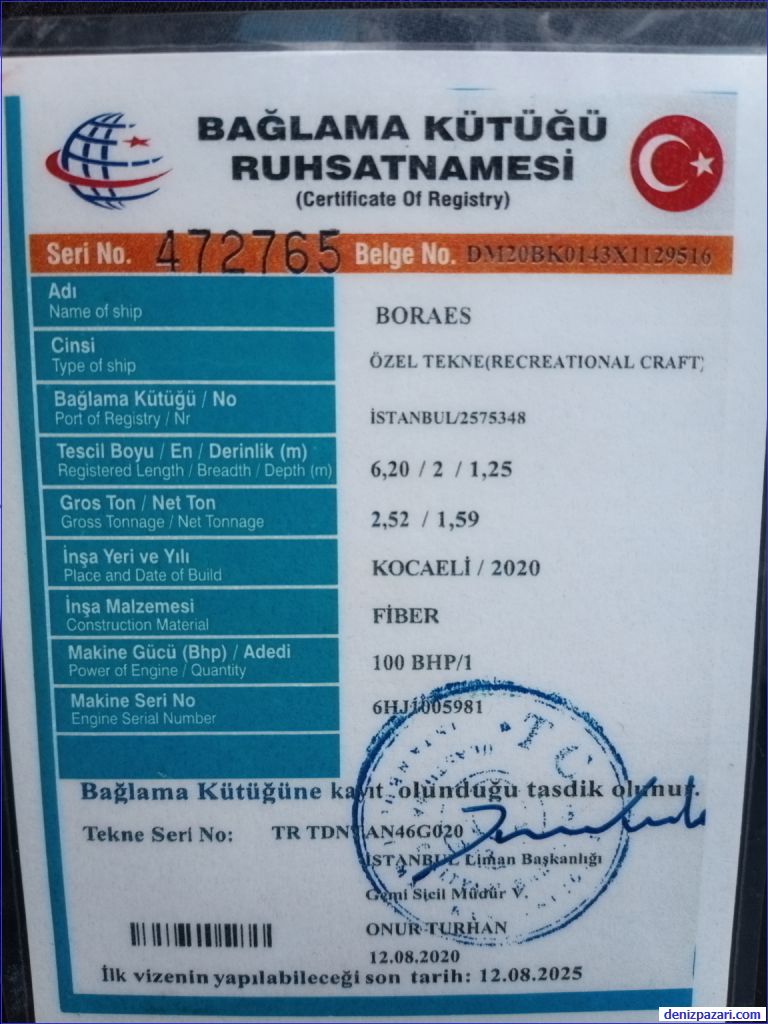 BAĞLAMA KÜTÜĞÜ
RUHSATNAMESİ
(Certificate Of Registry)
Seri No. 472765 Belge No. DM20BK0143X1129516
Adı
Name of ship
BORAES
Cinsi
Type of ship
ÖZEL TEKNE(RECREATIONAL CRAFT)
Bağlama Kütüğü / No
Port of Registry / Nr
İSTANBUL/2575348
Tescil Boyu / En / Derinlik (m)
Registered Length / Breadth / Depth (m)
6,20 / 2 / 1,25
Gros Ton / Net Ton
Gross Tonnage / Net Tonnage
2,52 / 1,59
İnşa Yeri ve Yılı
Place and Date of Build
KOCAELİ / 2020
İnşa Malzemesi
Construction Material
FİBER
Makine Gücü (Bhp) / Adedi
Power of Engine / Quantity
100 BHP/1
Makine Seri No
Engine Serial Number
6HJ1005981
T C
Bağlama Kütüğüne kayıt olunduğu tasdik olunur.
Tekne Seri No: TR TDNYAN46G020
İSTANBUL Liman Başkanlığı
Gemi Sicil Müdür V.
ONUR TURHAN
12.08.2020
İlk vizenin yapılabileceği son tarih: 12.08.2025
denizpazari.com